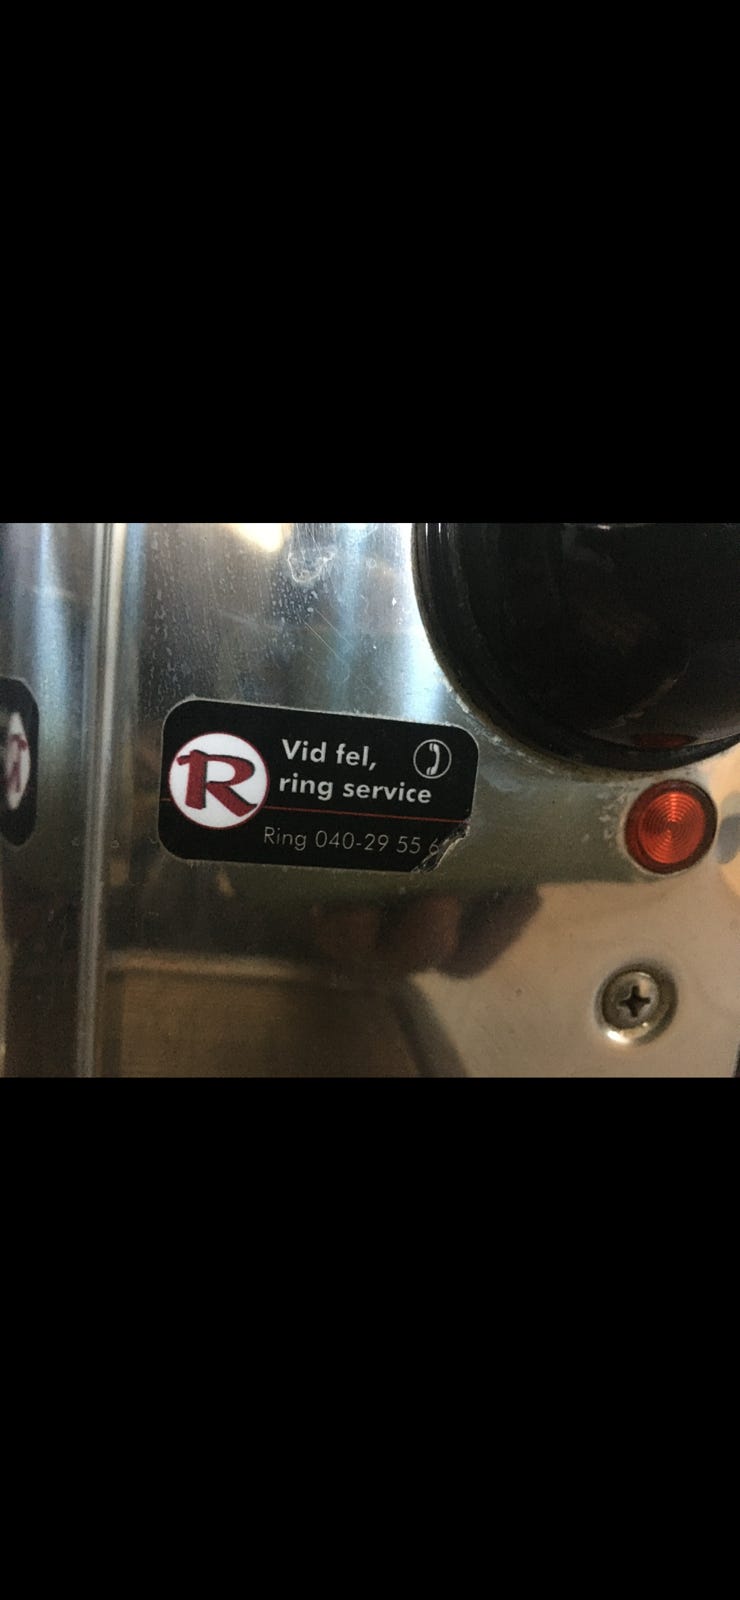 R
Vid fel,
ring service
Ring 040-29 55 6